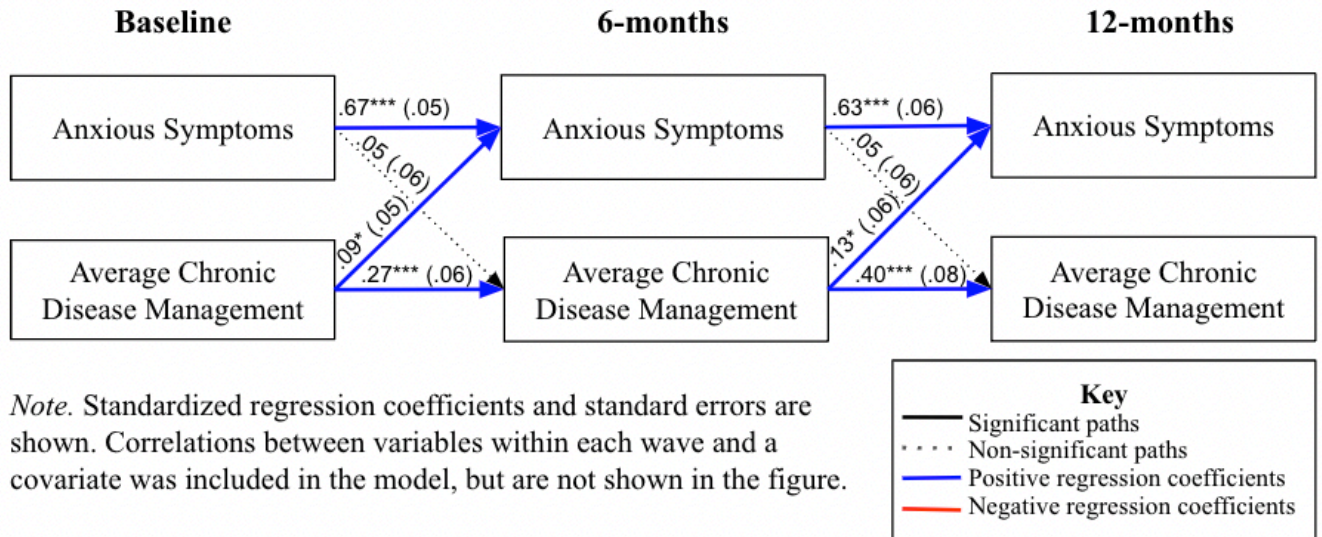 Baseline
6-months
12-months
Anxious Symptoms
.67*** (.05)
Anxious Symptoms
.63*** (.06)
Anxious Symptoms
.05 (.06)
.05 (.06)
.09* (.05)
.13* (.06)
Average Chronic
Disease Management
.27*** (.06)
Average Chronic
Disease Management
.40*** (.08)
Average Chronic
Disease Management
Note. Standardized regression coefficients and standard errors are
shown. Correlations between variables within each wave and a
covariate was included in the model, but are not shown in the figure.
Key
Significant paths
Non-significant paths
Positive regression coefficients
Negative regression coefficients